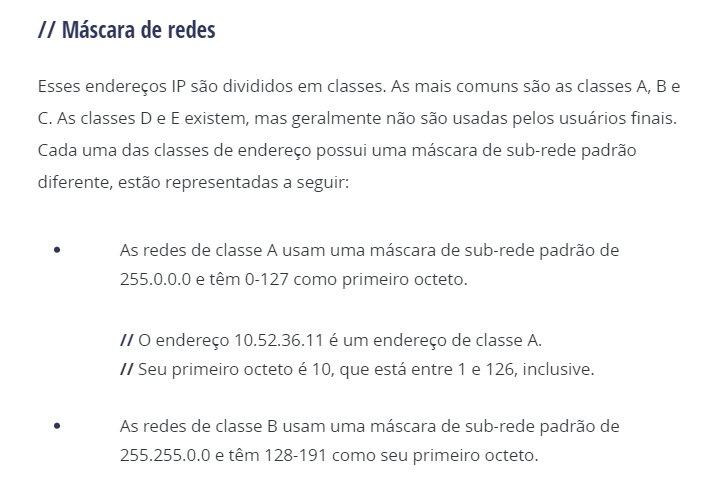 // Máscara de redes
Esses endereços IP são divididos em classes. As mais comuns são as classes A, B e
C. As classes D e E existem, mas geralmente não são usadas pelos usuários finais.
Cada uma das classes de endereço possui uma máscara de sub-rede padrão
diferente, estão representadas a seguir:
• As redes de classe A usam uma máscara de sub-rede padrão de
255.0.0.0 e têm 0-127 como primeiro octeto.
// O endereço 10.52.36.11 é um endereço de classe A.
// Seu primeiro octeto é 10, que está entre 1 e 126, inclusive.
• As redes de classe B usam uma máscara de sub-rede padrão de
255.255.0.0 e têm 128-191 como seu primeiro octeto.